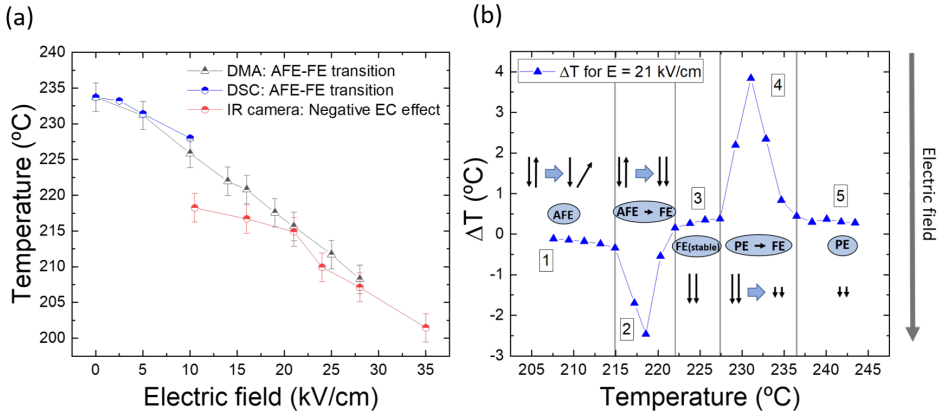 (a)
240
235
230
225
220
215
210
205
200
Temperature (ºC)
0 5 10 15 20 25 30 35
Electric field (kV/cm)
DMA: AFE-FE transition
DSC: AFE-FE transition
IR camera: Negative EC effect
(b)
4
3
2
1
0
-1
-2
-3
ΔT (ºC)
205 210 215 220 225 230 235 240 245
Temperature (ºC)
ΔT for E = 21 kV/cm
4
3
5
AFE
AFE → FE
FE(stable)
PE → FE
PE
1
2
Electric field